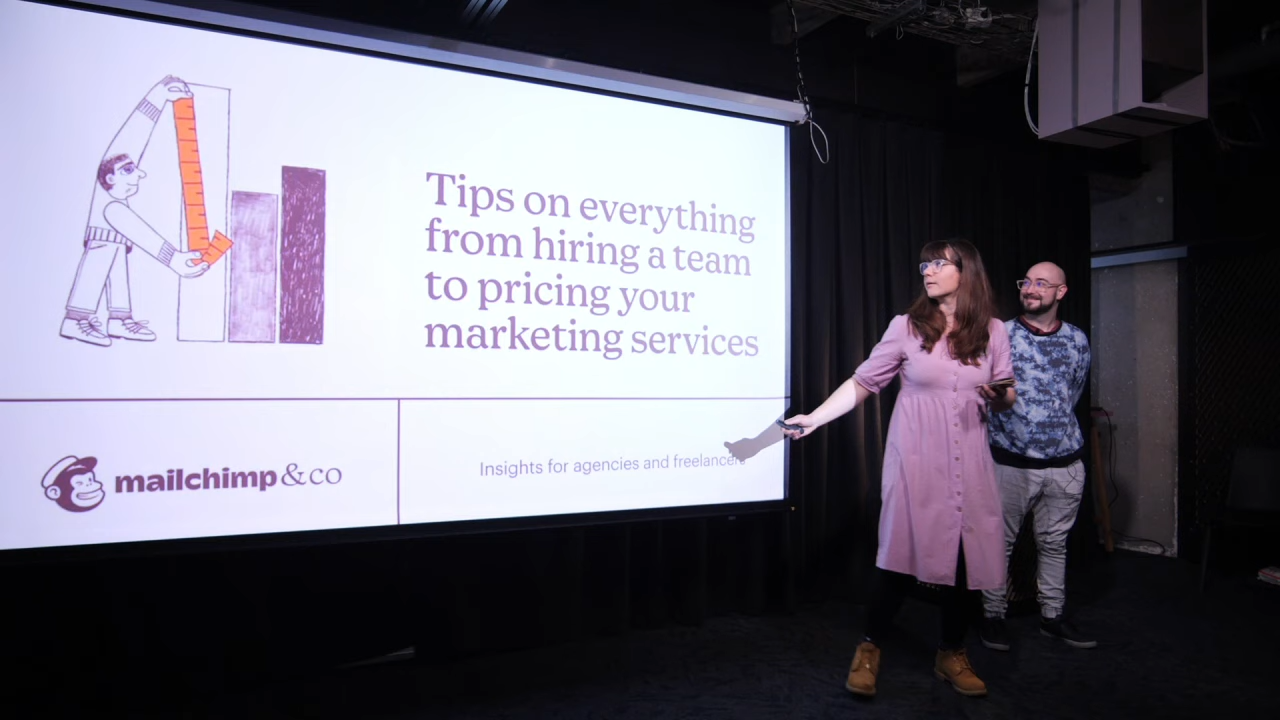 Tips on everything
from hiring a team
to pricing your
marketing services
mailchimp&co
Insights for agencies and freelancers